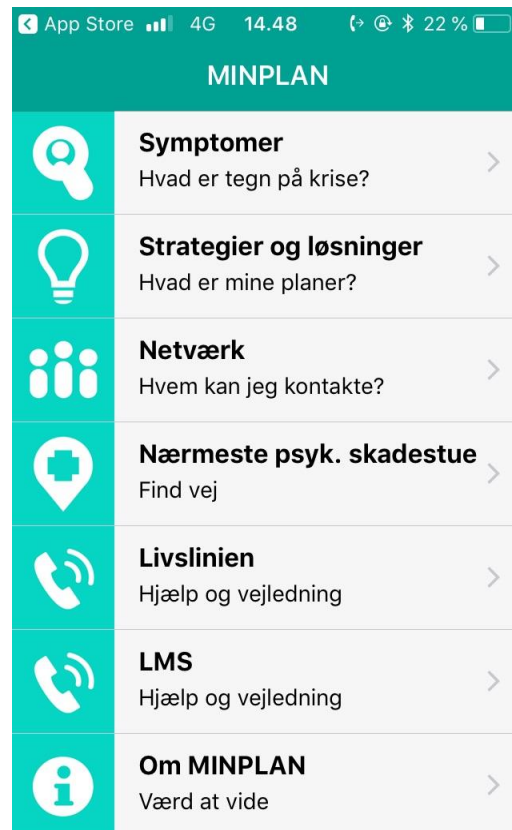 App Store 4G 14.48 22 %
MINPLAN
Symptomer
Hvad er tegn på krise?
Strategier og løsninger
Hvad er mine planer?
Netværk
Hvem kan jeg kontakte?
Nærmeste psyk. skadestue
Find vej
Livslinien
Hjælp og vejledning
LMS
Hjælp og vejledning
Om MINPLAN
Værd at vide